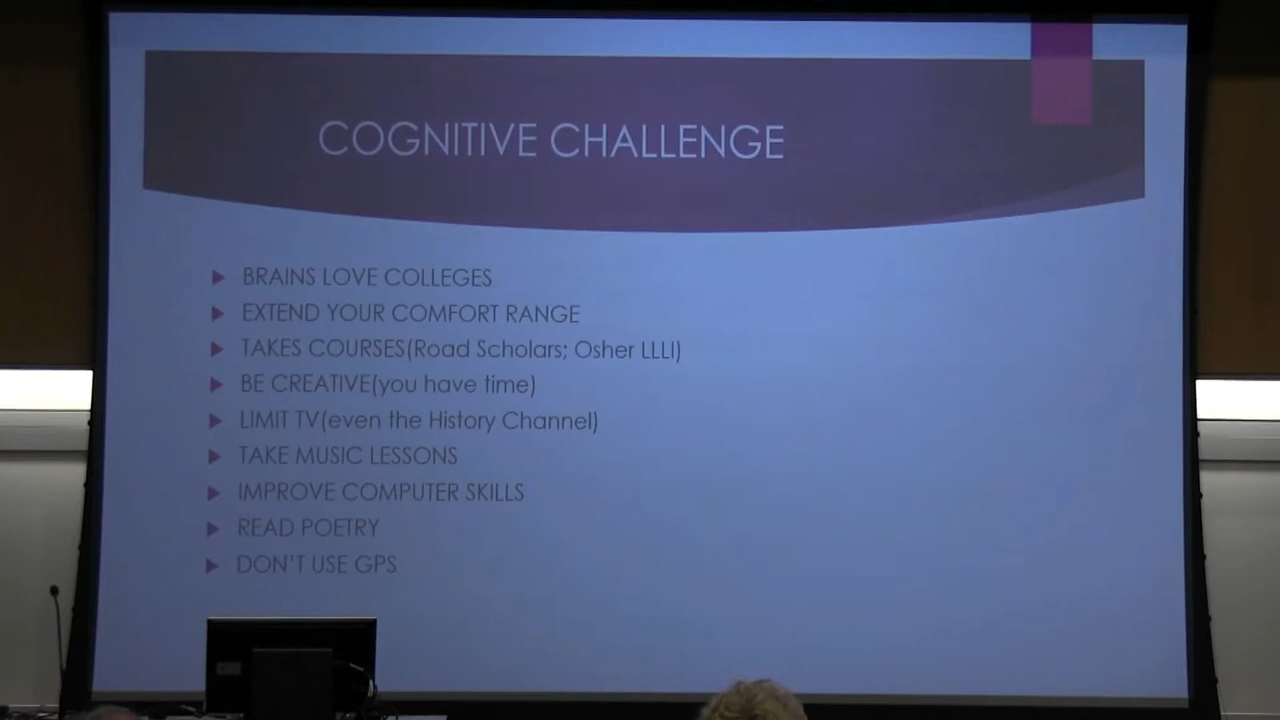 COGNITIVE CHALLENGE
BRAINS LOVE COLLEGES
EXTEND YOUR COMFORT RANGE
TAKES COURSES(Road Scholars; Osher LLLI)
BE CREATIVE(you have time)
LIMIT TV(even the History Channel)
TAKE MUSIC LESSONS
IMPROVE COMPUTER SKILLS
READ POETRY
DON'T USE GPS